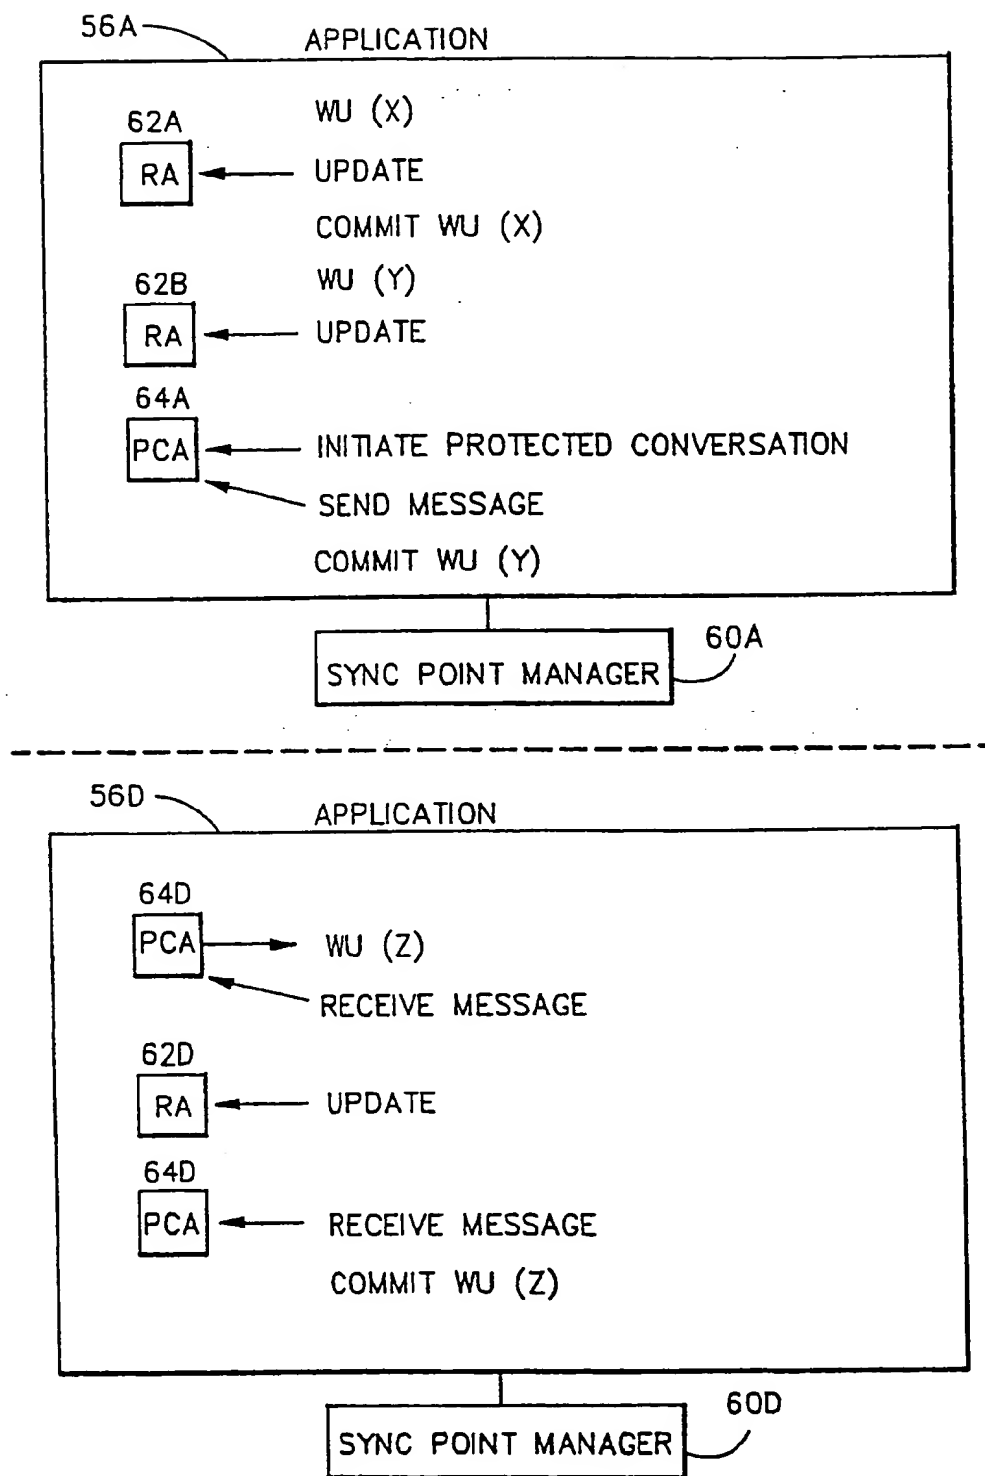 56A
APPLICATION
WU (X)
62A
RA
UPDATE
COMMIT WU (X)
WU (Y)
62B
RA
UPDATE
64A
PCA
INITIATE PROTECTED CONVERSATION
SEND MESSAGE
COMMIT WU (Y)
60A
SYNC POINT MANAGER
56D
APPLICATION
64D
PCA
WU (Z)
RECEIVE MESSAGE
62D
RA
UPDATE
64D
PCA
RECEIVE MESSAGE
COMMIT WU (Z)
60D
SYNC POINT MANAGER